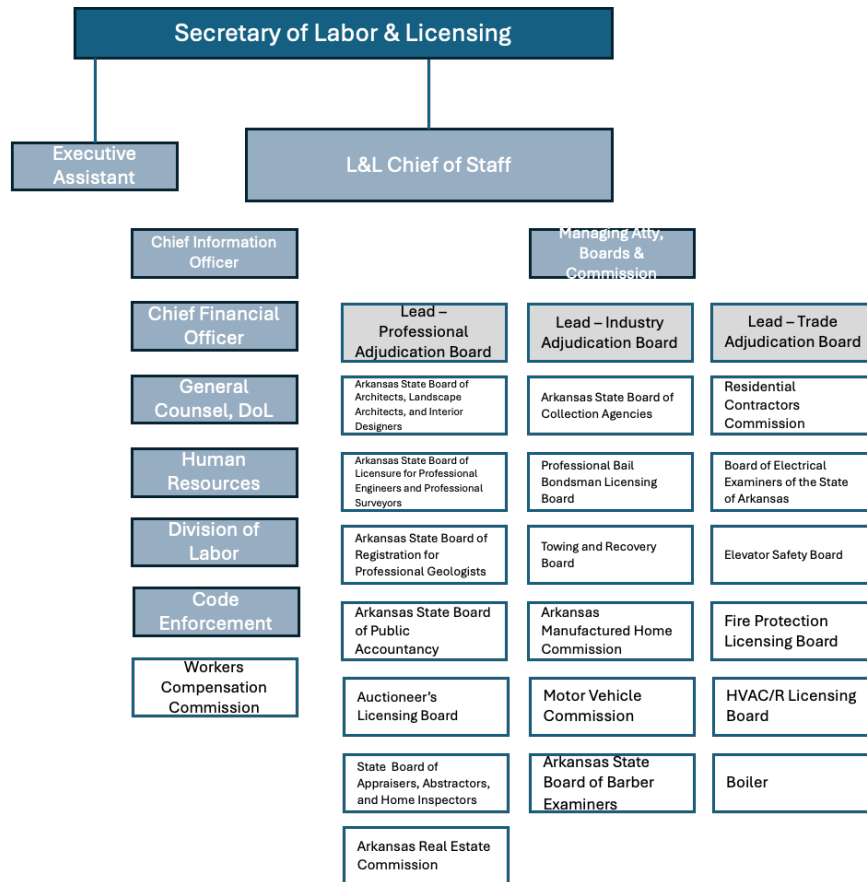 Secretary of Labor & Licensing
Executive
Assistant
L&L Chief of Staff
Chief Information
Officer
Managing Atty,
Boards &
Commission
Chief Financial
Officer
Lead –
Professional
Adjudication Board
Lead – Industry
Adjudication Board
Lead – Trade
Adjudication Board
General
Counsel, DoL
Arkansas State Board of
Architects, Landscape
Architects, and Interior
Designers
Arkansas State Board of
Collection Agencies
Residential
Contractors
Commission
Human
Resources
Arkansas State Board of
Licensure for Professional
Engineers and Professional
Surveyors
Professional Bail
Bondsman Licensing
Board
Board of Electrical
Examiners of the State
of Arkansas
Division of
Labor
Arkansas State Board of
Registration for
Professional Geologists
Towing and Recovery
Board
Elevator Safety Board
Code
Enforcement
Arkansas State Board
of Public
Accountancy
Arkansas
Manufactured Home
Commission
Fire Protection
Licensing Board
Workers
Compensation
Commission
Auctioneer's
Licensing Board
Motor Vehicle
Commission
HVAC/R Licensing
Board
State Board of
Appraisers, Abstractors,
and Home Inspectors
Arkansas State
Board of Barber
Examiners
Boiler
Arkansas Real Estate
Commission